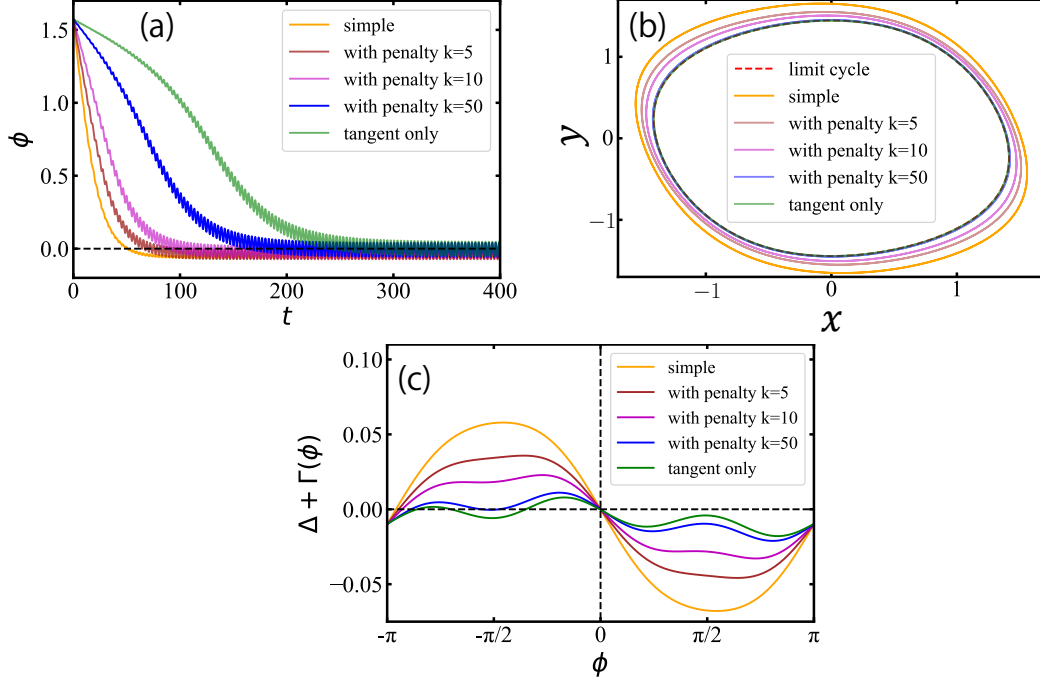 (a)
simple
with penalty k=5
with penalty k=10
with penalty k=50
tangent only
ϕ
1.5
1.0
0.5
0.0
0
100
200
300
400
t
(b)
limit cycle
simple
with penalty k=5
with penalty k=10
with penalty k=50
tangent only
y
1
0
−1
−1
0
1
x
(c)
simple
with penalty k=5
with penalty k=10
with penalty k=50
tangent only
Δ + Γ(ϕ)
0.10
0.05
0.00
−0.05
-π
-π/2
0
π/2
π
ϕ